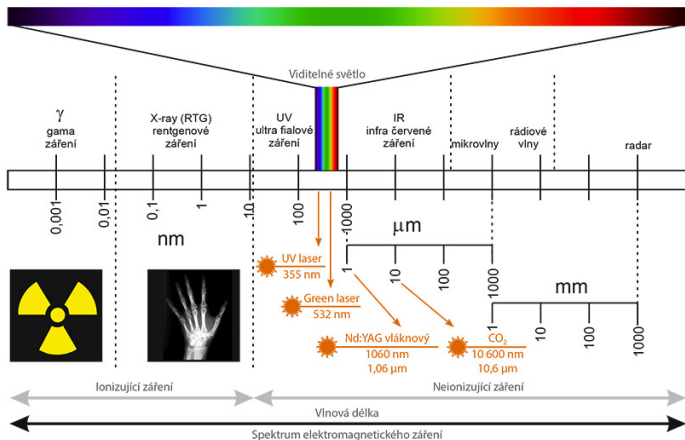 Viditelné světlo
γ
gama
záření
X-ray (RTG)
rentgenové
záření
UV
ultra fialové
záření
IR
infra červené
záření
mikrovlny
rádiové
vlny
radar
0,001
0,01
0,1
1
10
100
1000
nm
μm
1
10
100
1000
mm
1
10
100
1000
UV laser
355 nm
Green laser
532 nm
Nd:YAG vláknový
1060 nm
1,06 μm
CO₂
10 600 nm
10,6 μm
Ionizující záření
Neionizující záření
Vlnová délka
Spektrum elektromagnetického záření